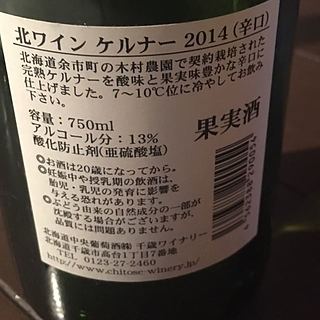 北ワイン ケルナー 2014 (辛口)
北海道余市町の木村農園で契約栽培された
完熟ケルナーを酸味と果実味豊かな辛口に
仕上げました。7〜10℃位に冷やしてお飲み
下さい。
容量：750ml
アルコール分：13%
酸化防止剤(亜硫酸塩)
果実酒
◎お酒は20歳になってから。
◎妊娠中や授乳期の飲酒は、
胎児・乳児の発育に影響を
与える恐れがあります。
◎ぶどう由来の自然成分の一部が
沈殿する場合がございますが、
品質には問題ありません。
北海道中央葡萄酒㈱ 千歳ワイナリー
北海道千歳市高台1丁目7番地
TEL 0123-27-2460
http://www.chitose-winery.jp/